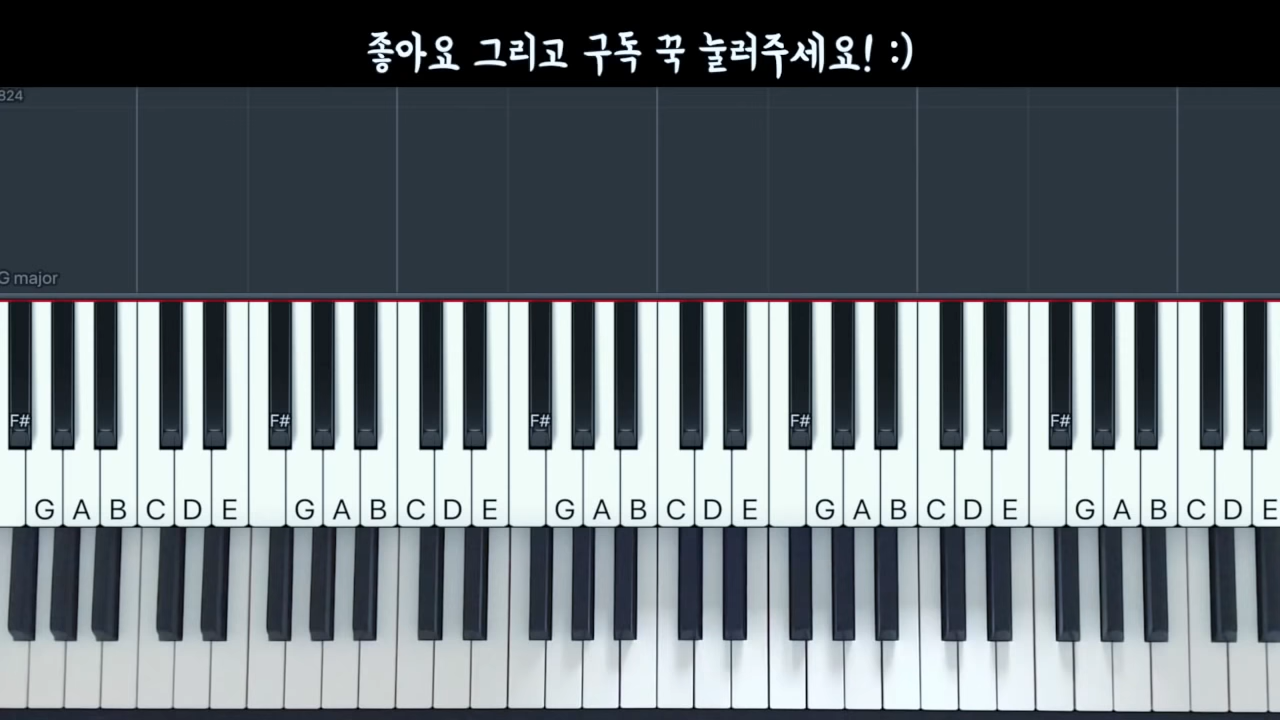 좋아요 그리고 구독 꾹 눌러주세요! :)
824
G major
F# F# F# F# F#
G A B C D E G A B C D E G A B C D E G A B C D E G A B C D E